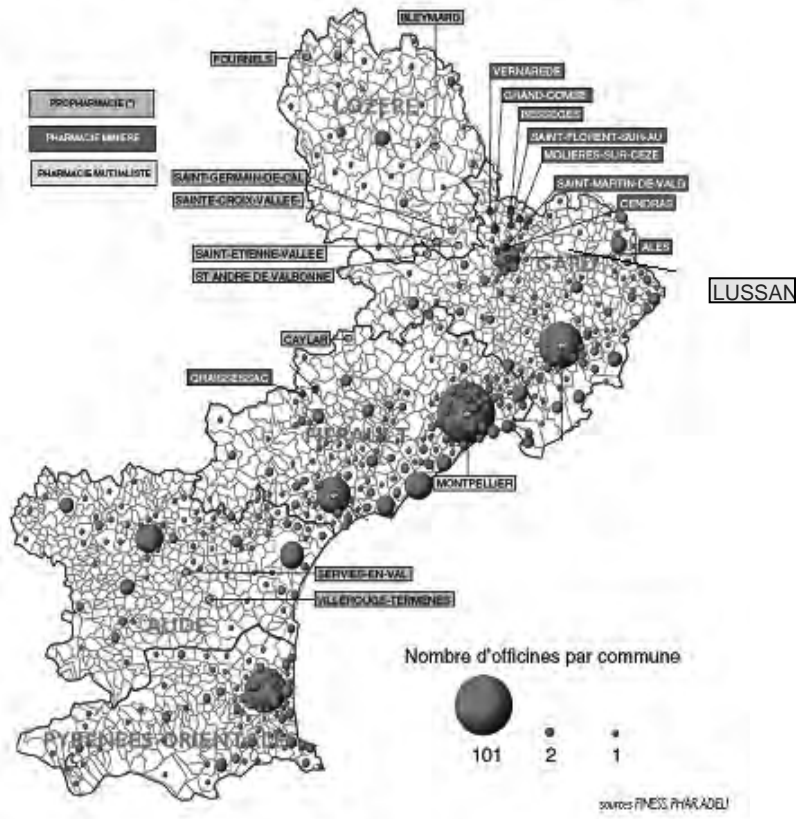 BLEYMARD
FOURNELS
VERNAREDE
GRAND-COMBE
BESSEGES
SAINT-FLORENT-SUR-AU
MOLIERES-SUR-CEZE
SAINT-MARTIN-DE-VALG
CENDRAS
ALES
PROPHARMACIE (*)
PHARMACIE MINIERE
PHARMACIE MUTUALISTE
LOZERE
SAINT-GERMAIN-DE-CAL
SAINTE-CROIX-VALLEE-
SAINT-ETIENNE-VALLEE
ST ANDRE DE VALBONNE
GARD
LUSSAN
CAYLAR
GRAISSESSAC
HERAULT
MONTPELLIER
SERVIES-EN-VAL
VILLEROUGE-TERMENES
AUDE
PYRENEES-ORIENTALES
Nombre d'officines par commune
101 2 1
sources FINESS, PHAR, ADELI